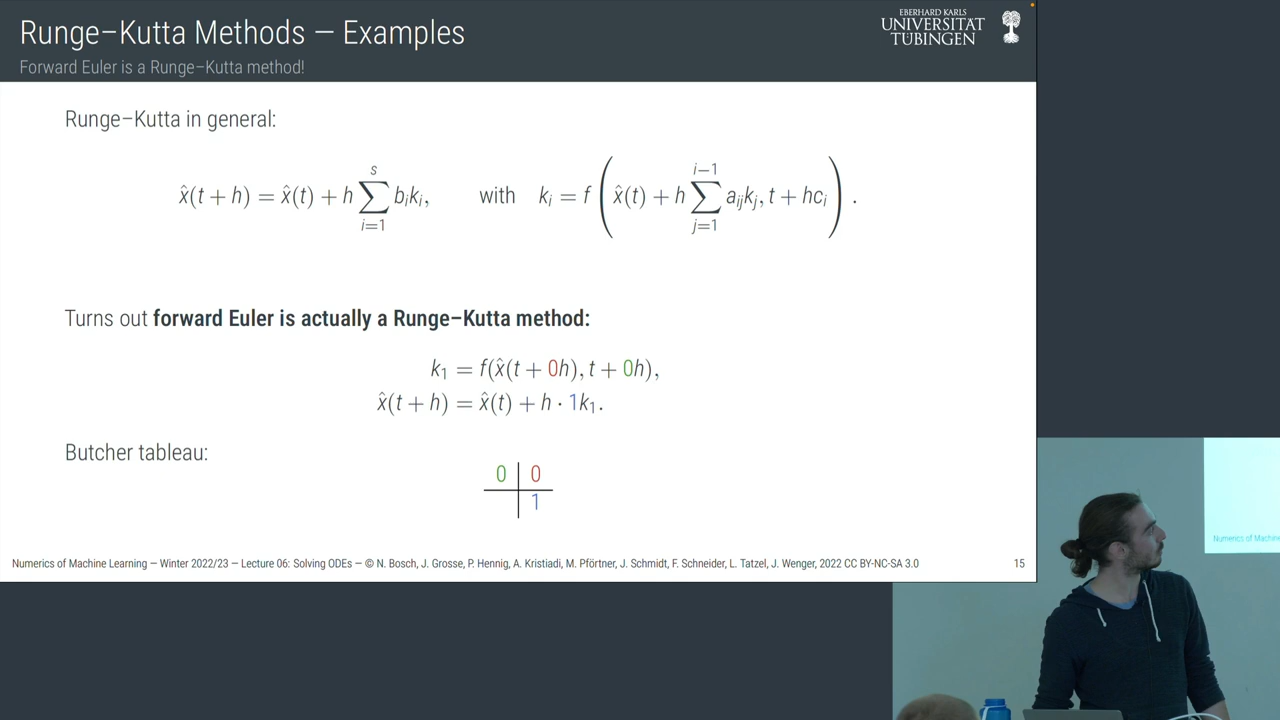 Runge–Kutta Methods — Examples
Forward Euler is a Runge–Kutta method!
EBERHARD KARLS
UNIVERSITÄT
TÜBINGEN
Runge–Kutta in general:
x̂(t + h) = x̂(t) + h ∑_{i=1}^{s} b_i k_i, with k_i = f( x̂(t) + h ∑_{j=1}^{i−1} a_{ij} k_j, t + hc_i ) .
Turns out forward Euler is actually a Runge–Kutta method:
k_1 = f(x̂(t + 0h), t + 0h),
x̂(t + h) = x̂(t) + h · 1k_1.
Butcher tableau:
0 | 0
| 1
Numerics of Machine Learning — Winter 2022/23 — Lecture 06: Solving ODEs — © N. Bosch, J. Grosse, P. Hennig, A. Kristiadi, M. Pförtner, J. Schmidt, F. Schneider, L. Tatzel, J. Wenger, 2022 CC BY-NC-SA 3.0
15
Numerics of Machine